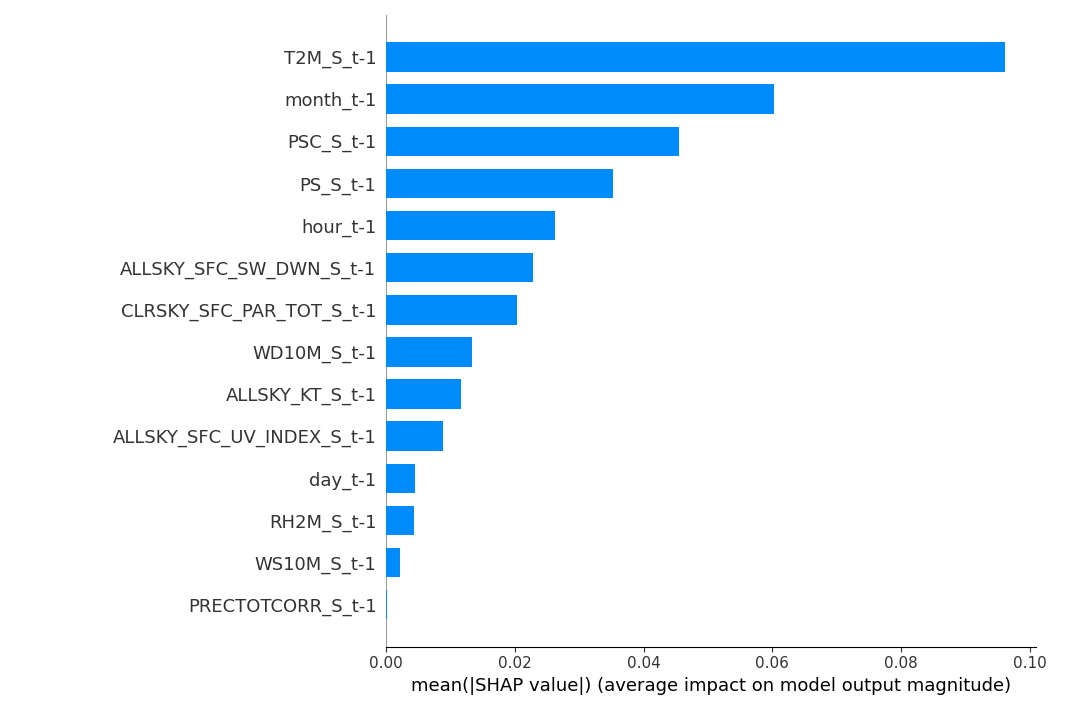 T2M_S_t-1
month_t-1
PSC_S_t-1
PS_S_t-1
hour_t-1
ALLSKY_SFC_SW_DWN_S_t-1
CLRSKY_SFC_PAR_TOT_S_t-1
WD10M_S_t-1
ALLSKY_KT_S_t-1
ALLSKY_SFC_UV_INDEX_S_t-1
day_t-1
RH2M_S_t-1
WS10M_S_t-1
PRECTOTCORR_S_t-1
0.00 0.02 0.04 0.06 0.08 0.10
mean(|SHAP value|) (average impact on model output magnitude)